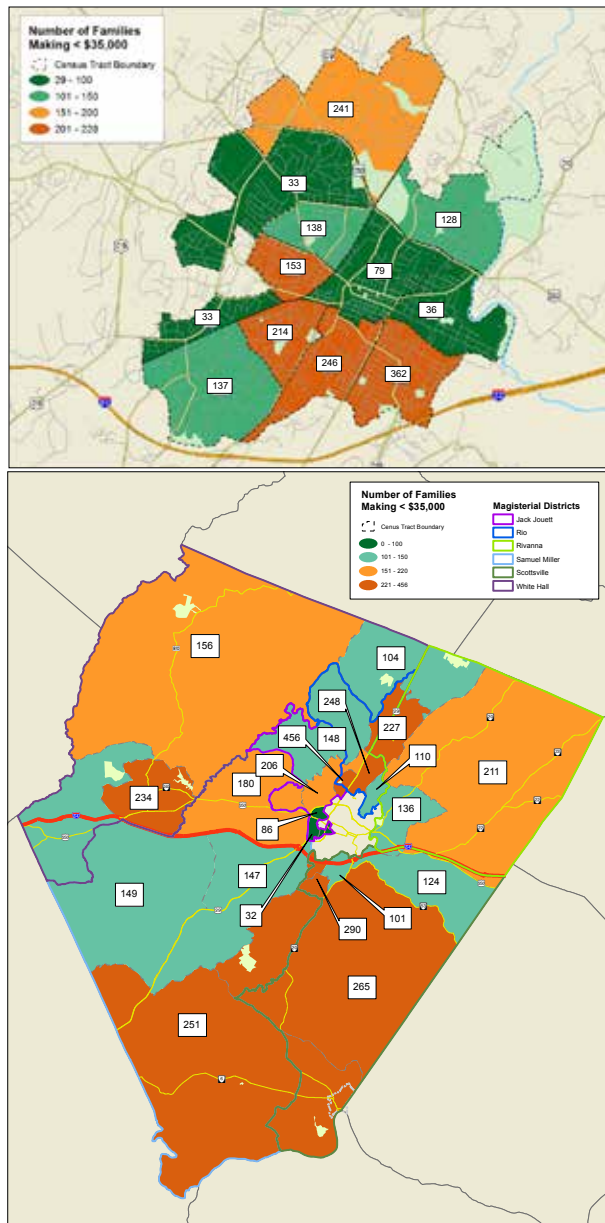 Number of Families
Making < $35,000
Census Tract Boundary
29 - 100
101 - 150
151 - 200
201 - 220
241
33
138
128
153
79
33
36
214
246
362
137
Number of Families
Making < $35,000
Cenus Tract Boundary
0 - 100
101 - 150
151 - 220
221 - 456
Magisterial Districts
Jack Jouett
Rio
Rivanna
Samuel Miller
Scottsville
White Hall
156
104
248
227
456
148
110
206
211
180
234
136
86
147
124
149
32
101
290
265
251